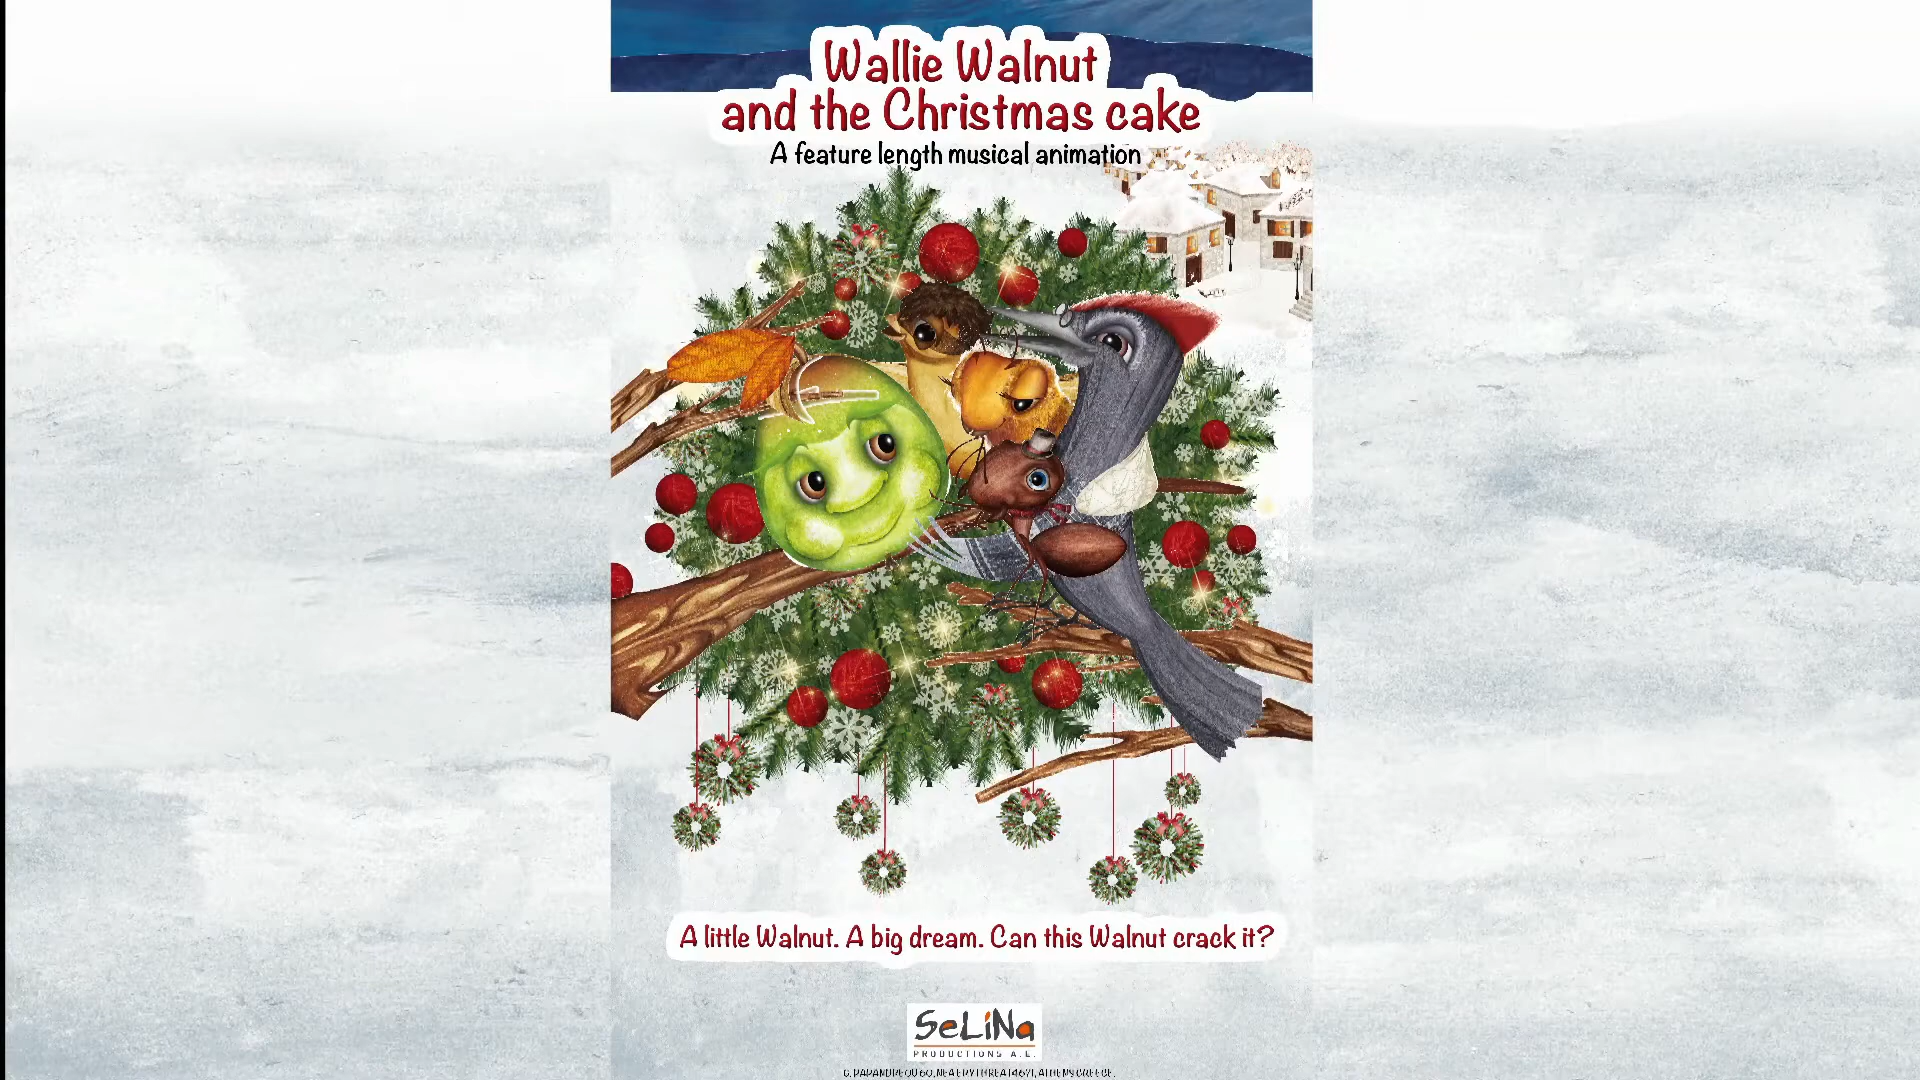 Wallie Walnut
and the Christmas cake
A feature length musical animation
A little Walnut. A big dream. Can this Walnut crack it?
SeLiNa
PRODUCTIONS A.E.